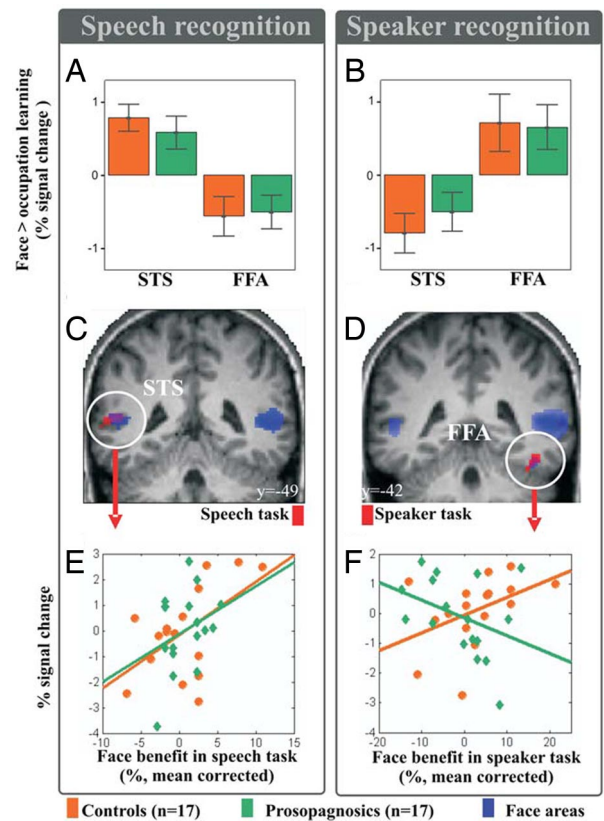 Speech recognition
Speaker recognition
A
B
Face > occupation learning
(% signal change )
1
0
-1
STS
FFA
1
0
-1
STS
FFA
C
STS
y=-49
Speech task
D
FFA
y=-42
Speaker task
E
% signal change
3
2
1
0
-1
-2
-3
-4
-10
-5
0
5
10
15
Face benefit in speech task
(%, mean corrected)
F
2
1
0
-1
-2
-3
-4
-20
-10
0
10
20
Face benefit in speaker task
(%, mean corrected)
Controls (n=17)
Prosopagnosics (n=17)
Face areas